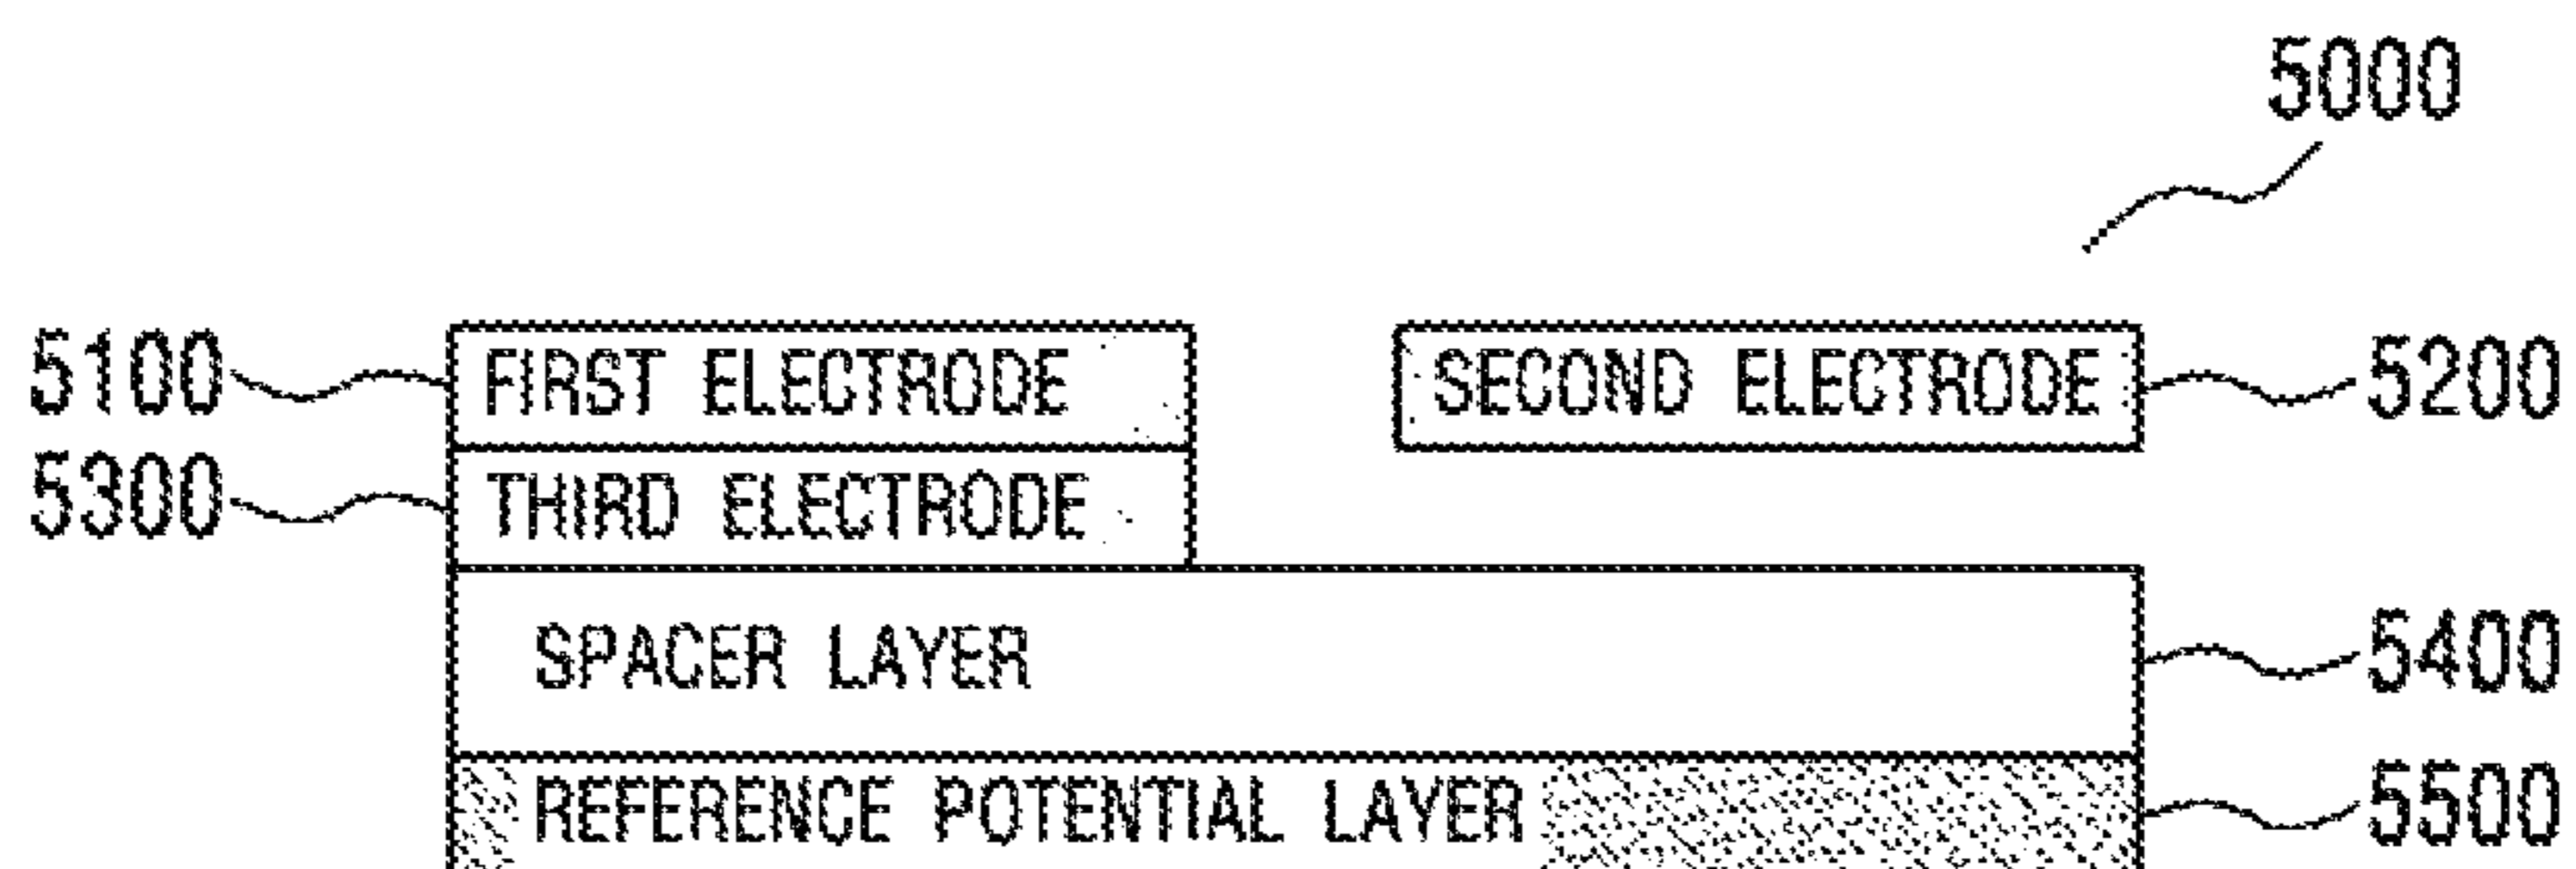 5000
5100 FIRST ELECTRODE SECOND ELECTRODE 5200
5300 THIRD ELECTRODE
SPACER LAYER 5400
REFERENCE POTENTIAL LAYER 5500